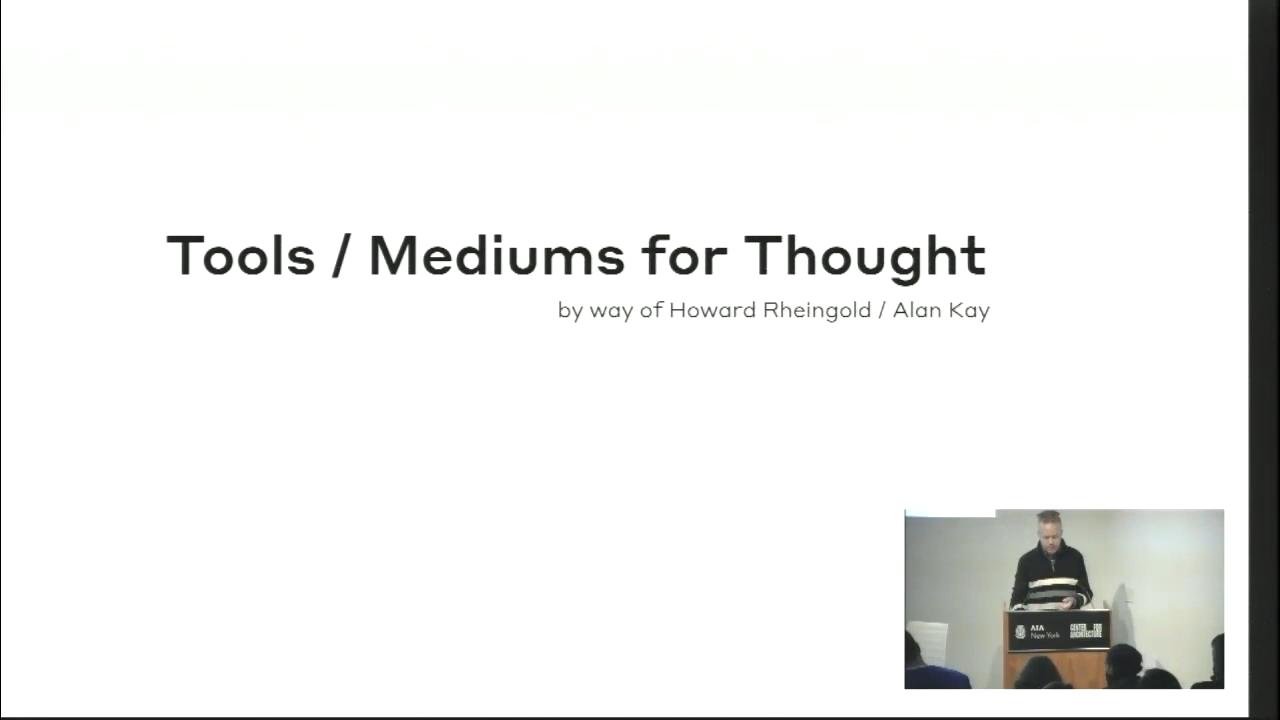 Tools / Mediums for Thought
by way of Howard Rheingold / Alan Kay
AIA
New York
CENTER FOR
ARCHITECTURE